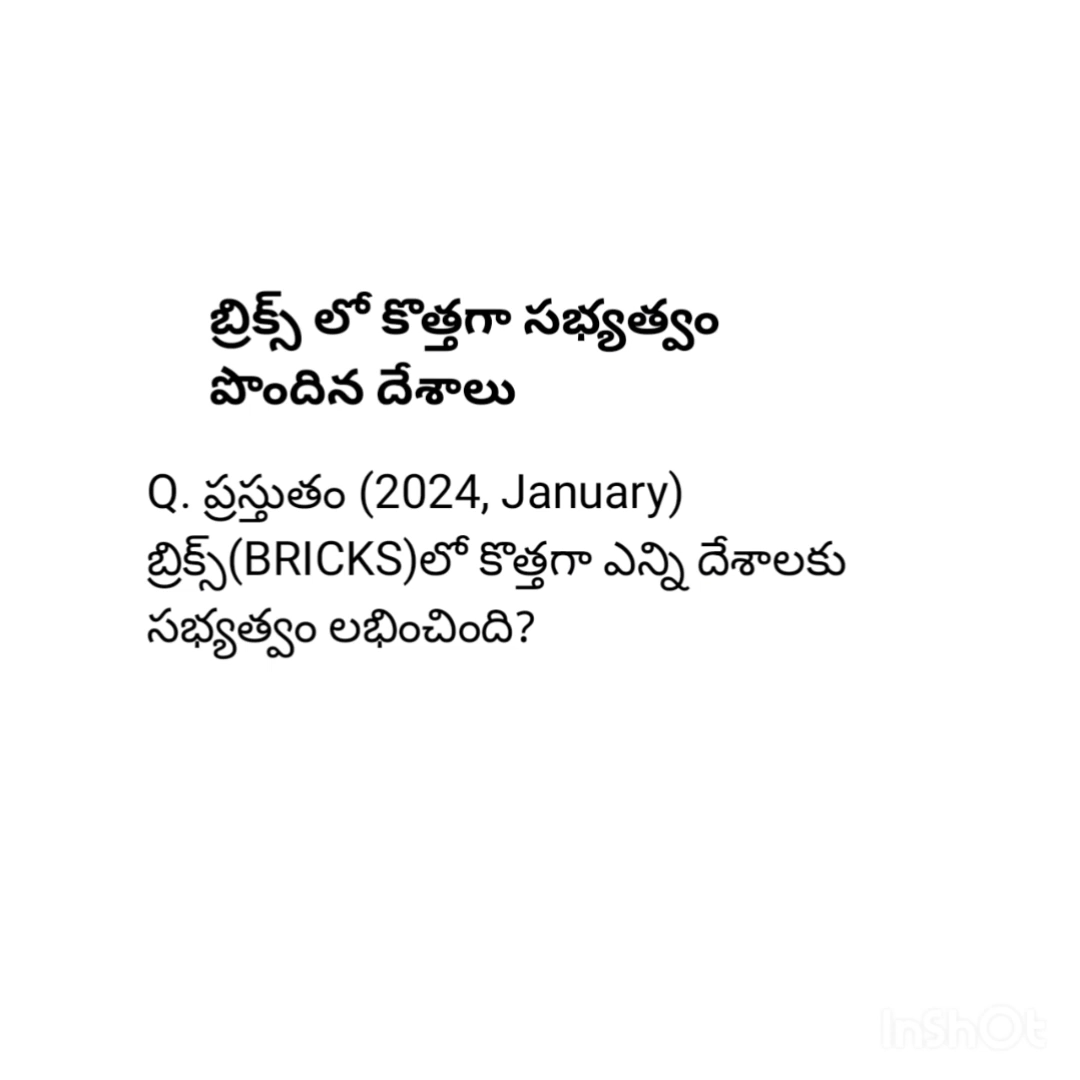 బ్రిక్స్ లో కొత్తగా సభ్యత్వం
పొందిన దేశాలు
Q. ప్రస్తుతం (2024, January)
బ్రిక్స్(BRICKS)లో కొత్తగా ఎన్ని దేశాలకు
సభ్యత్వం లభించింది?
InShOt